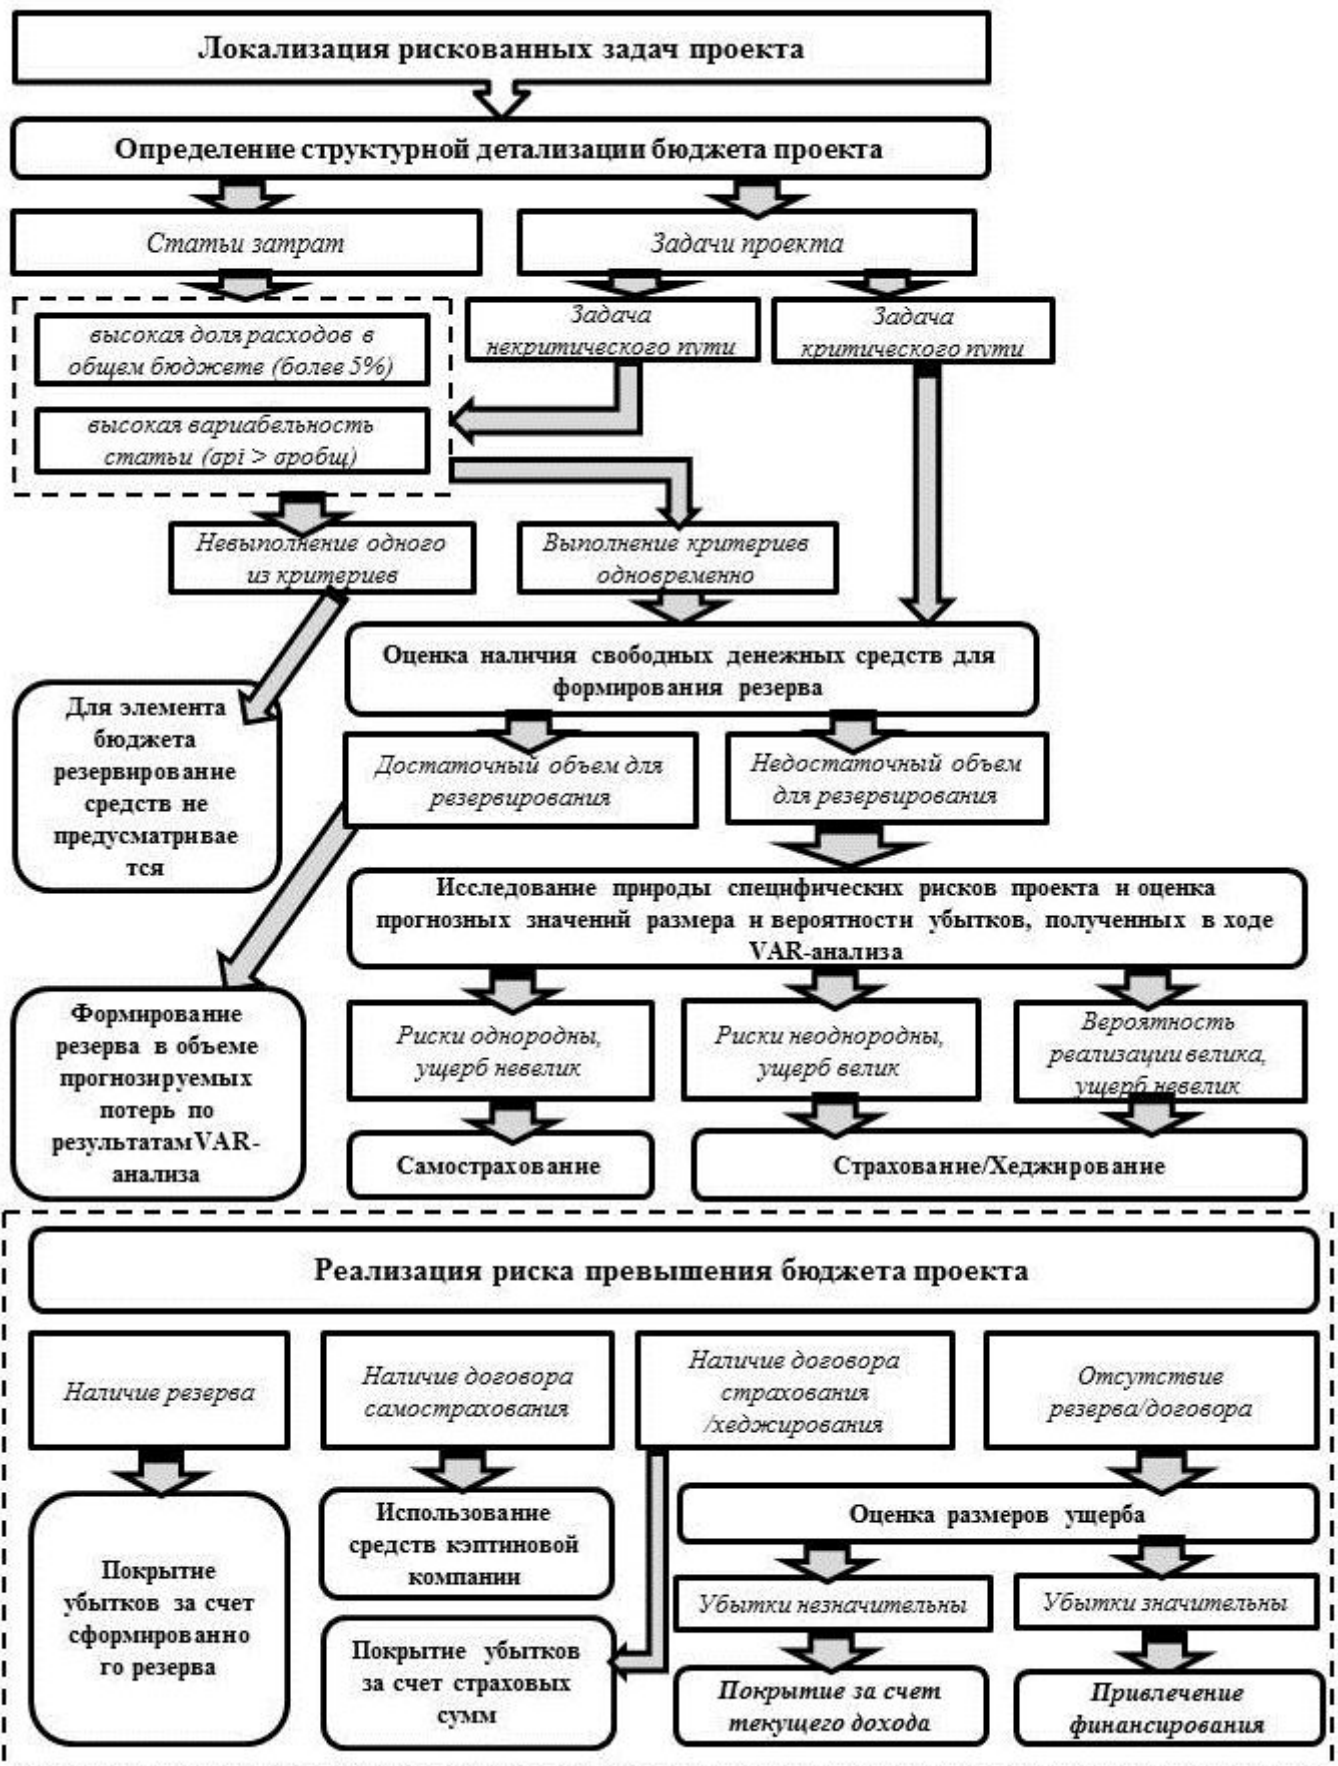 Локализация рискованных задач проекта
Определение структурной детализации бюджета проекта
Статьи затрат
Задачи проекта
высокая доля расходов в
общем бюджете (более 5%)
высокая вариабельность
статьи (σpi > σpобщ)
Задача
некритического пути
Задача
критического пути
Невыполнение одного
из критериев
Выполнение критериев
одновременно
Оценка наличия свободных денежных средств для
формирования резерва
Для элемента
бюджета
резервирование
средств не
предусматривае
тся
Достаточный объем для
резервирования
Недостаточный объем
для резервирования
Исследование природы специфических рисков проекта и оценка
прогнозных значений размера и вероятности убытков, полученных в ходе
VAR-анализа
Формирование
резерва в объеме
прогнозируемых
потерь по
результатам VAR-
анализа
Риски однородны,
ущерб невелик
Риски неоднородны,
ущерб велик
Вероятность
реализации велика,
ущерб невелик
Самострахование
Страхование/Хеджирование
Реализация риска превышения бюджета проекта
Наличие резерва
Наличие договора
самострахования
Наличие договора
страхования
/хеджирования
Отсутствие
резерва/договора
Покрытие
убытков за счет
сформированно
го резерва
Использование
средств кэптиновой
компании
Покрытие убытков
за счет страховых
сумм
Оценка размеров ущерба
Убытки незначительны
Убытки значительны
Покрытие за счет
текущего дохода
Привлечение
финансирования